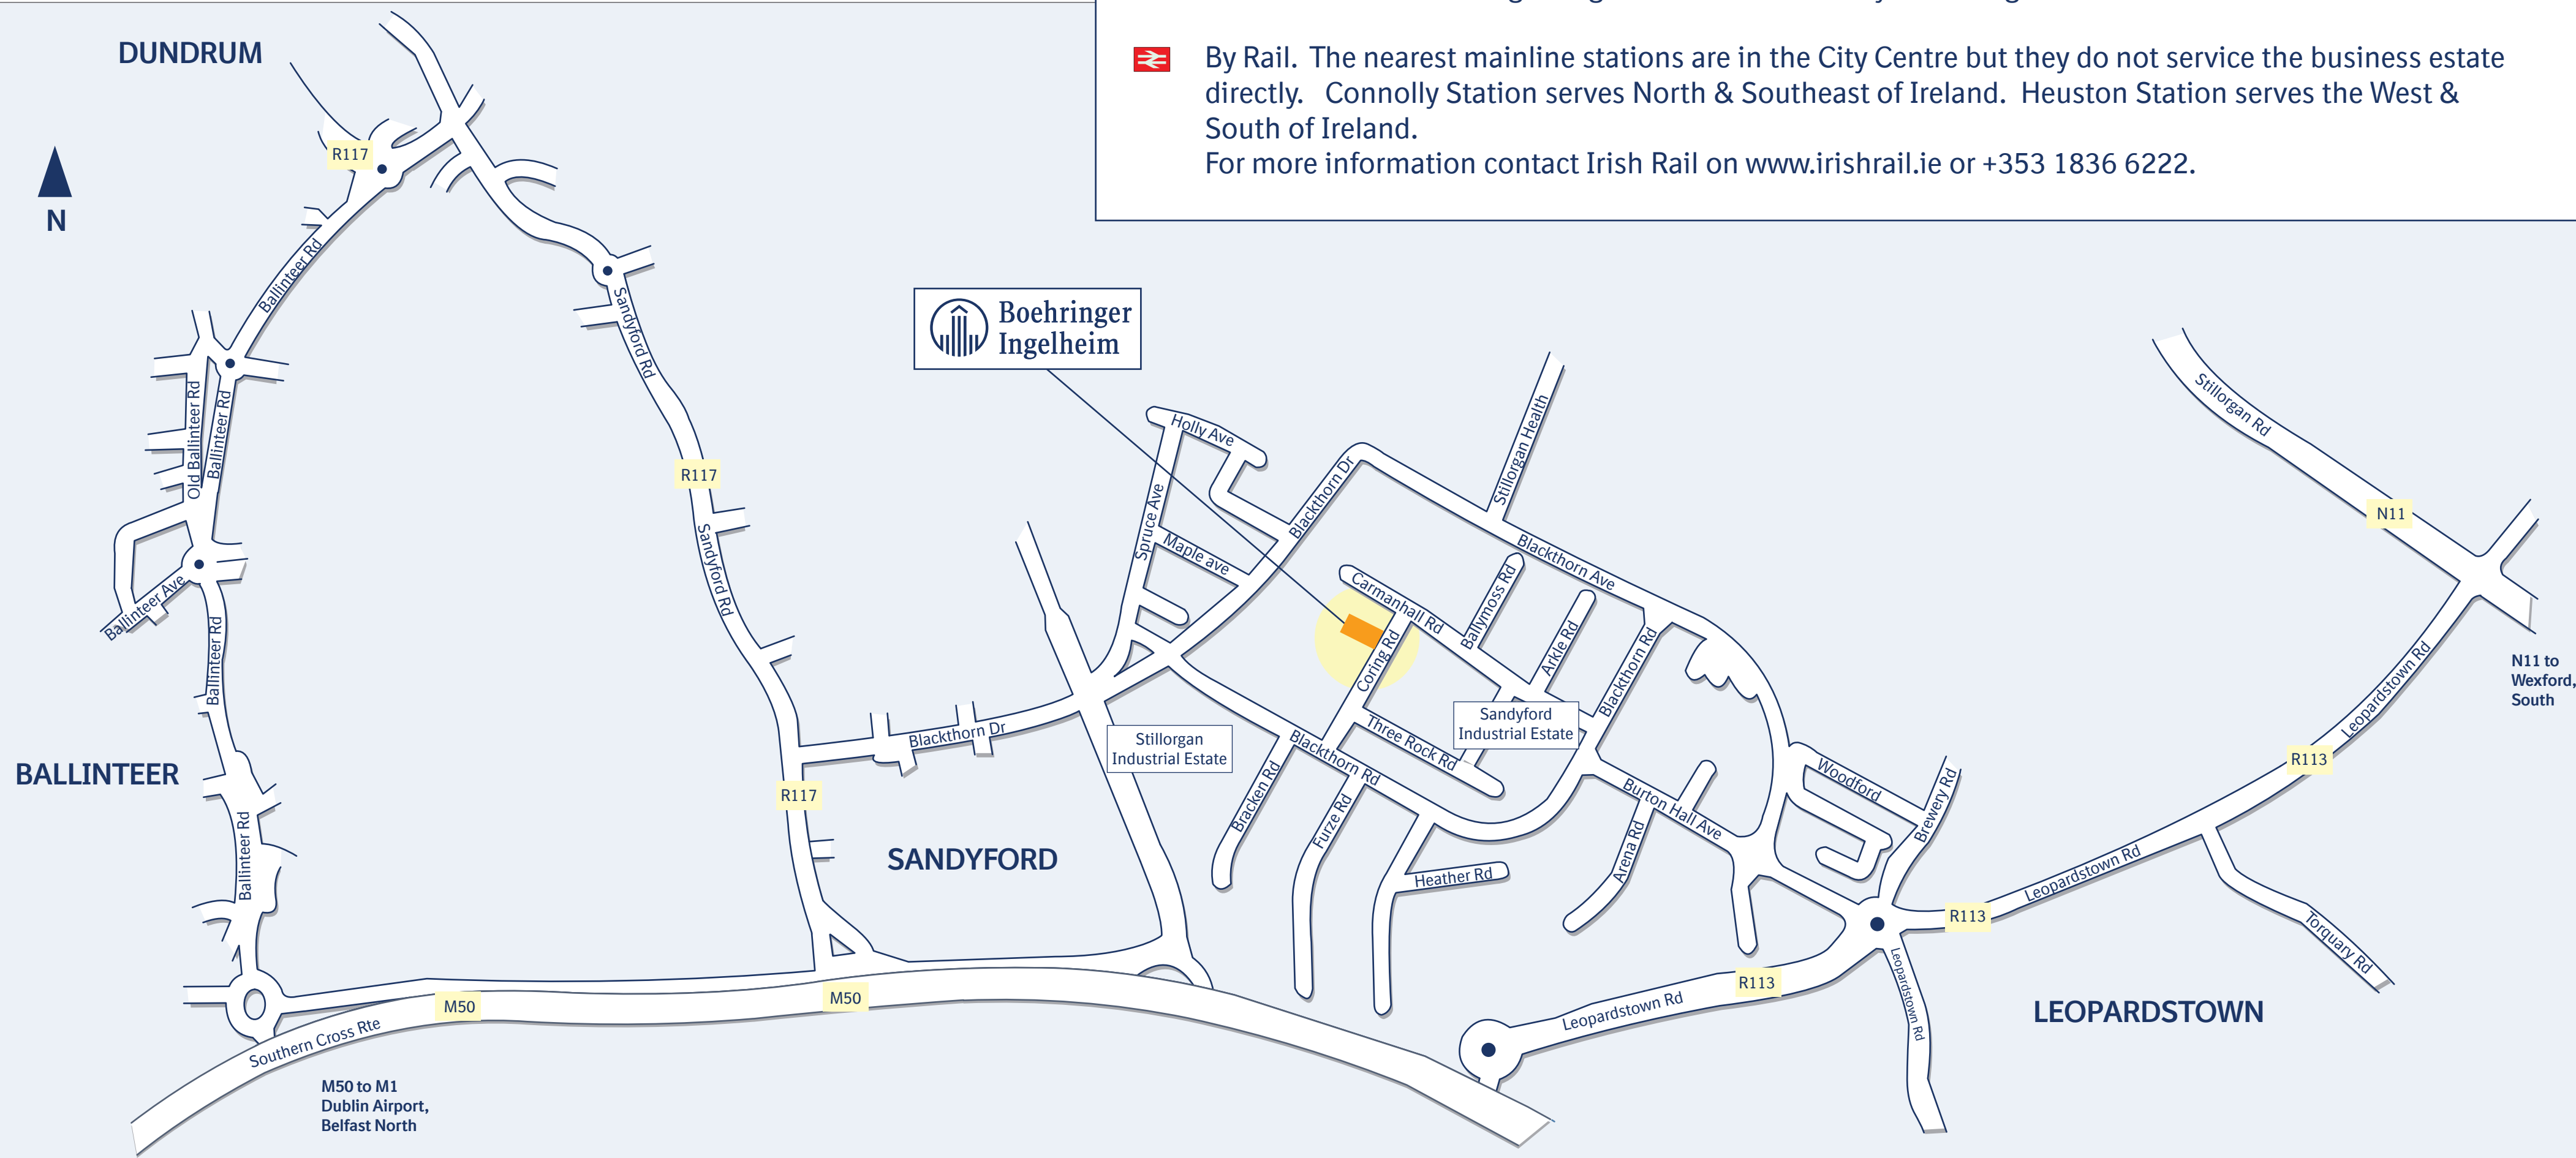 By Rail. The nearest mainline stations are in the City Centre but they do not service the business estate
directly. Connolly Station serves North & Southeast of Ireland. Heuston Station serves the West &
South of Ireland.
For more information contact Irish Rail on www.irishrail.ie or +353 1836 6222.
DUNDRUM
R117
N
Ballinteer Rd
Sandyford Rd
Boehringer
Ingelheim
Old Ballinteer Rd
Ballinteer Rd
R117
Sandyford Rd
Ballinteer Ave
Ballinteer Rd
BALLINTEER
Ballinteer Rd
R117
Blackthorn Dr
SANDYFORD
Holly Ave
Spruce Ave
Maple ave
Blackthorn Dr
Stillorgan Health
Blackthorn Ave
Carmanhall Rd
Ballymoss Rd
Arkle Rd
Blackthorn Rd
Coring Rd
Three Rock Rd
Sandyford
Industrial Estate
Stillorgan
Industrial Estate
Blackthorn Rd
Bracken Rd
Furze Rd
Heather Rd
Burton Hall Ave
Arena Rd
Woodford
Brewery Rd
Stillorgan Rd
N11
N11 to
Wexford,
South
Leopardstown Rd
R113
Leopardstown Rd
R113
Torquary Rd
R113
Leopardstown Rd
Leopardstown Rd
LEOPARDSTOWN
M50
M50
Southern Cross Rte
M50 to M1
Dublin Airport,
Belfast North